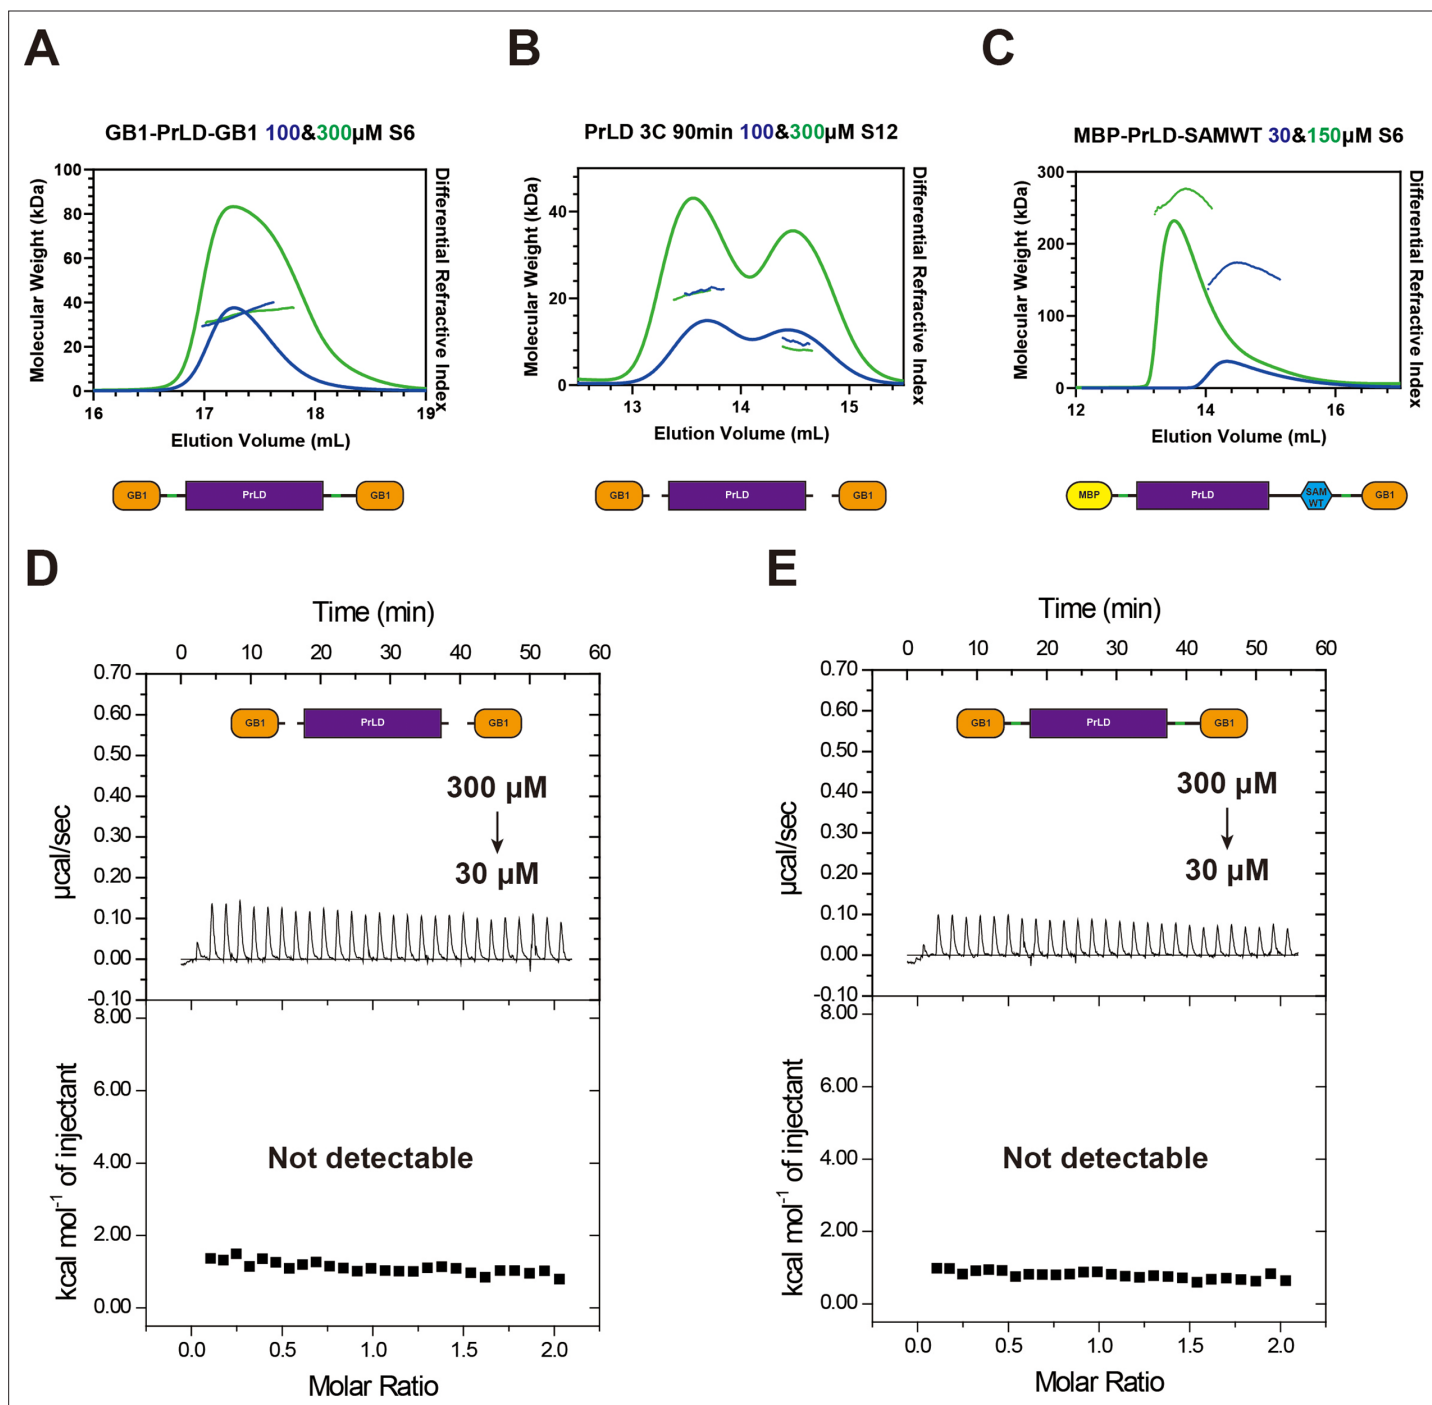 A
B
C
GB1-PrLD-GB1 100&300µM S6
PrLD 3C 90min 100&300µM S12
MBP-PrLD-SAMWT 30&150µM S6
Molecular Weight (kDa)
100
80
60
40
20
0
16
17
18
19
Elution Volume (mL)
Differential Refractive Index
Molecular Weight (kDa)
40
20
0
13
14
15
Elution Volume (mL)
Differential Refractive Index
Molecular Weight (kDa)
300
200
100
0
12
14
16
Elution Volume (mL)
Differential Refractive Index
GB1
PrLD
GB1
GB1
PrLD
GB1
MBP
PrLD
SAM
WT
GB1
D
Time (min)
0 10 20 30 40 50 60
0.70
0.60
0.50
0.40
0.30
0.20
0.10
0.00
-0.10
µcal/sec
GB1
PrLD
GB1
300 µM
30 µM
8.00
6.00
4.00
2.00
0.00
kcal mol⁻¹ of injectant
Not detectable
0.0 0.5 1.0 1.5 2.0
Molar Ratio
E
Time (min)
0 10 20 30 40 50 60
0.70
0.60
0.50
0.40
0.30
0.20
0.10
0.00
-0.10
µcal/sec
GB1
PrLD
GB1
300 µM
30 µM
8.00
6.00
4.00
2.00
0.00
kcal mol⁻¹ of injectant
Not detectable
0.0 0.5 1.0 1.5 2.0
Molar Ratio